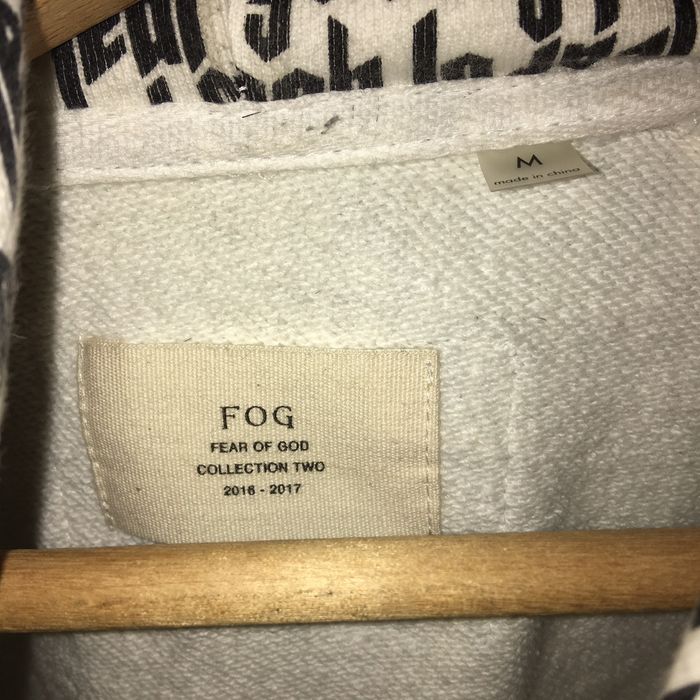 M
made in china
FOG
FEAR OF GOD
COLLECTION TWO
2016 - 2017